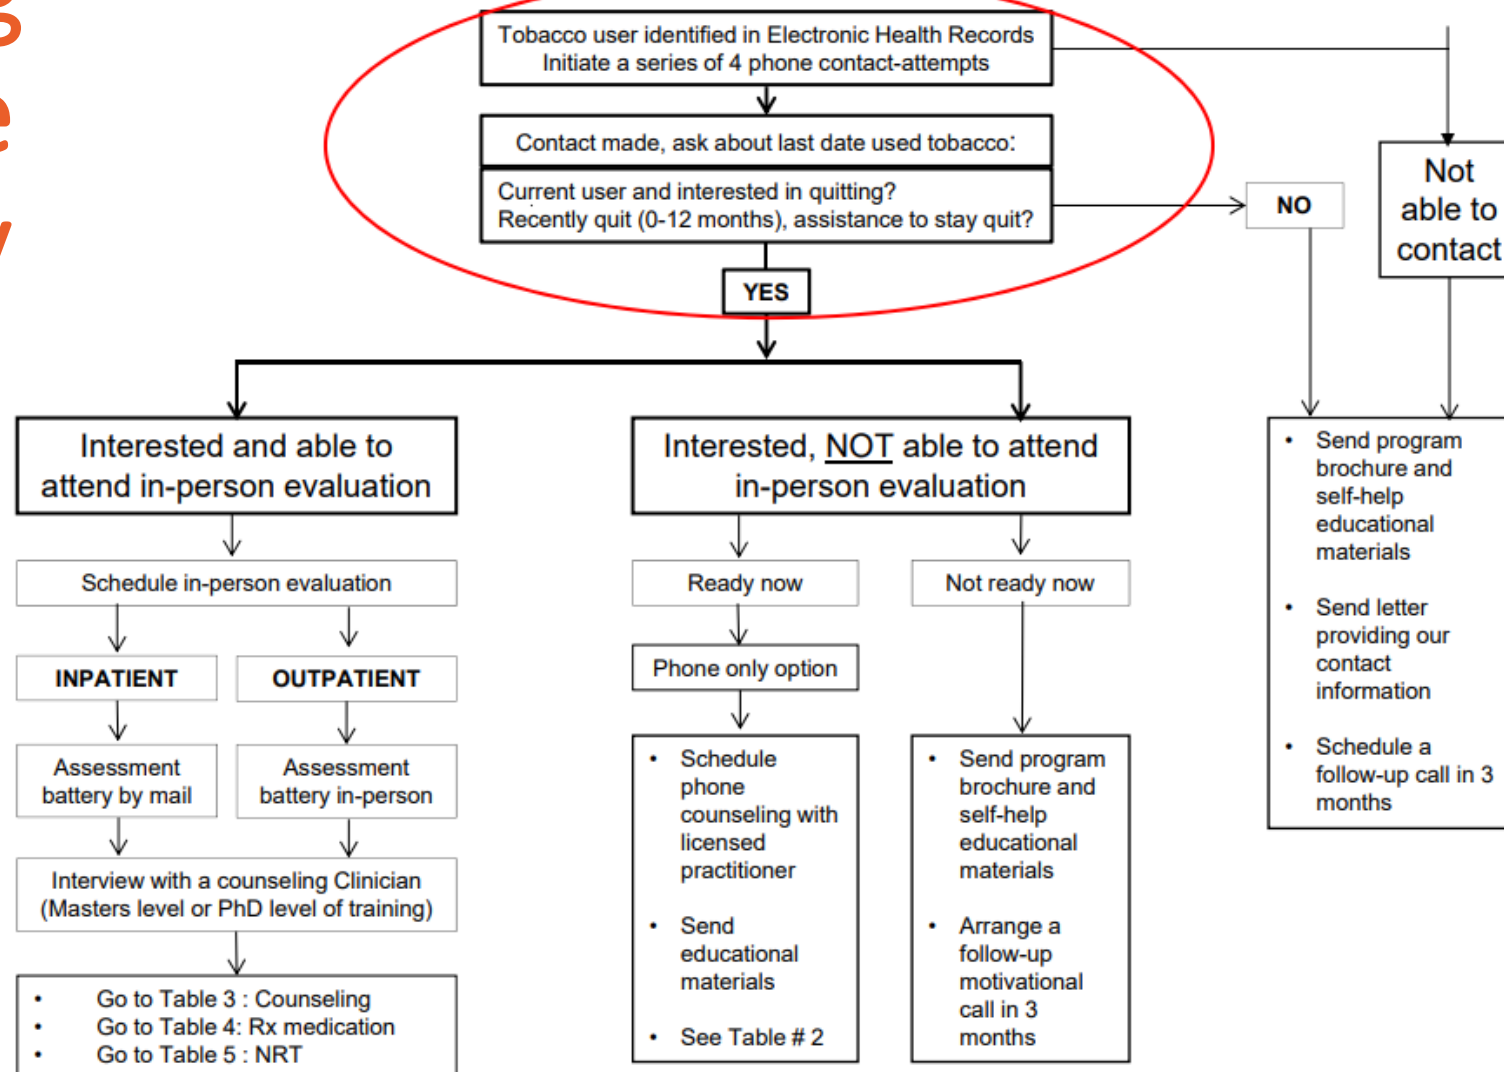 g
e
y
Tobacco user identified in Electronic Health Records
Initiate a series of 4 phone contact-attempts
Contact made, ask about last date used tobacco:
Current user and interested in quitting?
Recently quit (0-12 months), assistance to stay quit?
NO
Not
able to
contact
YES
Interested and able to
attend in-person evaluation
Schedule in-person evaluation
INPATIENT
OUTPATIENT
Assessment
battery by mail
Assessment
battery in-person
Interview with a counseling Clinician
(Masters level or PhD level of training)
• Go to Table 3 : Counseling
• Go to Table 4: Rx medication
• Go to Table 5 : NRT
Interested, NOT able to attend
in-person evaluation
Ready now
Phone only option
• Schedule
phone
counseling with
licensed
practitioner
• Send
educational
materials
• See Table # 2
Not ready now
• Send program
brochure and
self-help
educational
materials
• Arrange a
follow-up
motivational
call in 3
months
• Send program
brochure and
self-help
educational
materials
• Send letter
providing our
contact
information
• Schedule a
follow-up call in 3
months